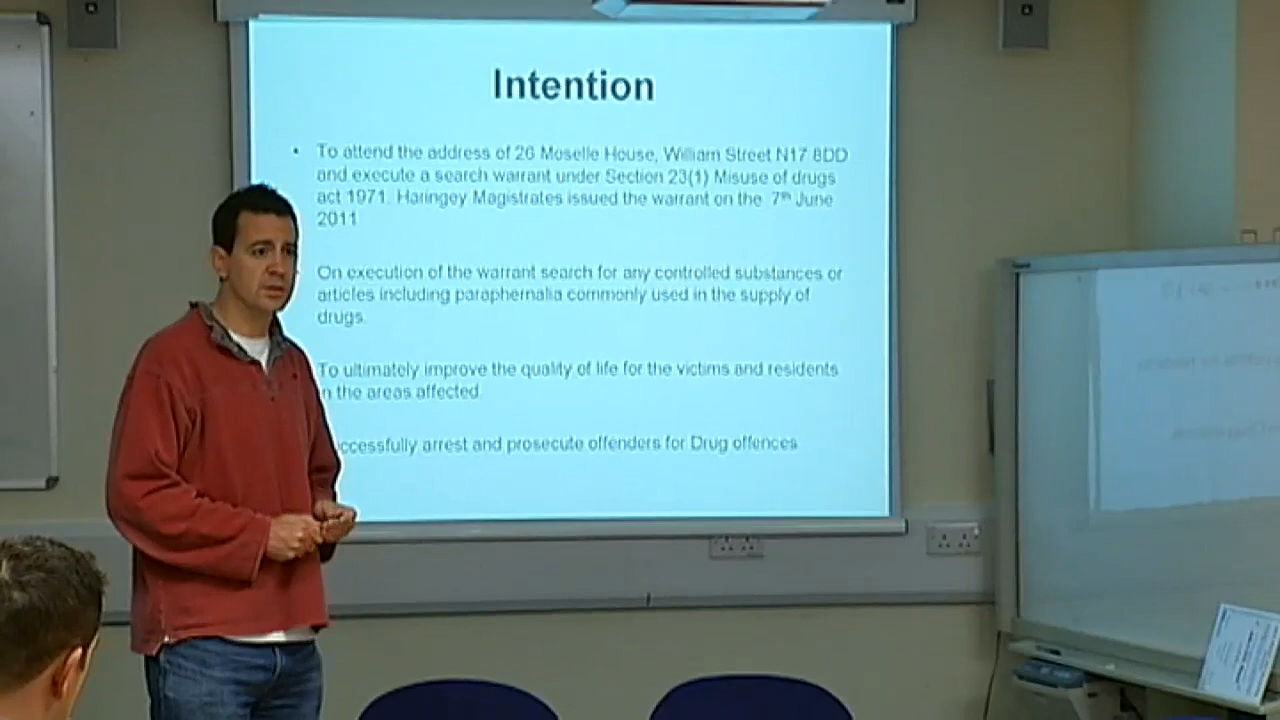 Intention
• To attend the address of 26 Moselle House, William Street N17 8DD
and execute a search warrant under Section 23(1) Misuse of drugs
act 1971. Haringey Magistrates issued the warrant on the 7th June
2011
On execution of the warrant search for any controlled substances or
articles including paraphernalia commonly used in the supply of
drugs.
To ultimately improve the quality of life for the victims and residents
in the areas affected.
ccessfully arrest and prosecute offenders for Drug offences